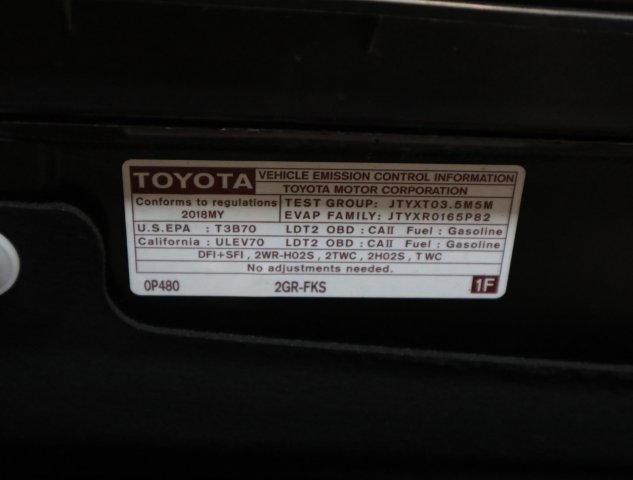 TOYOTA VEHICLE EMISSION CONTROL INFORMATION
TOYOTA MOTOR CORPORATION
Conforms to regulations TEST GROUP: JTYXT03.5M5M
2018MY EVAP FAMILY: JTYXR0165P82
U.S.EPA : T3B70 LDT2 OBD : CAII Fuel : Gasoline
California : ULEV70 LDT2 OBD : CAII Fuel : Gasoline
DFI+SFI, 2WR-HO2S, 2TWC, 2HO2S, TWC
No adjustments needed.
0P480 2GR-FKS 1F